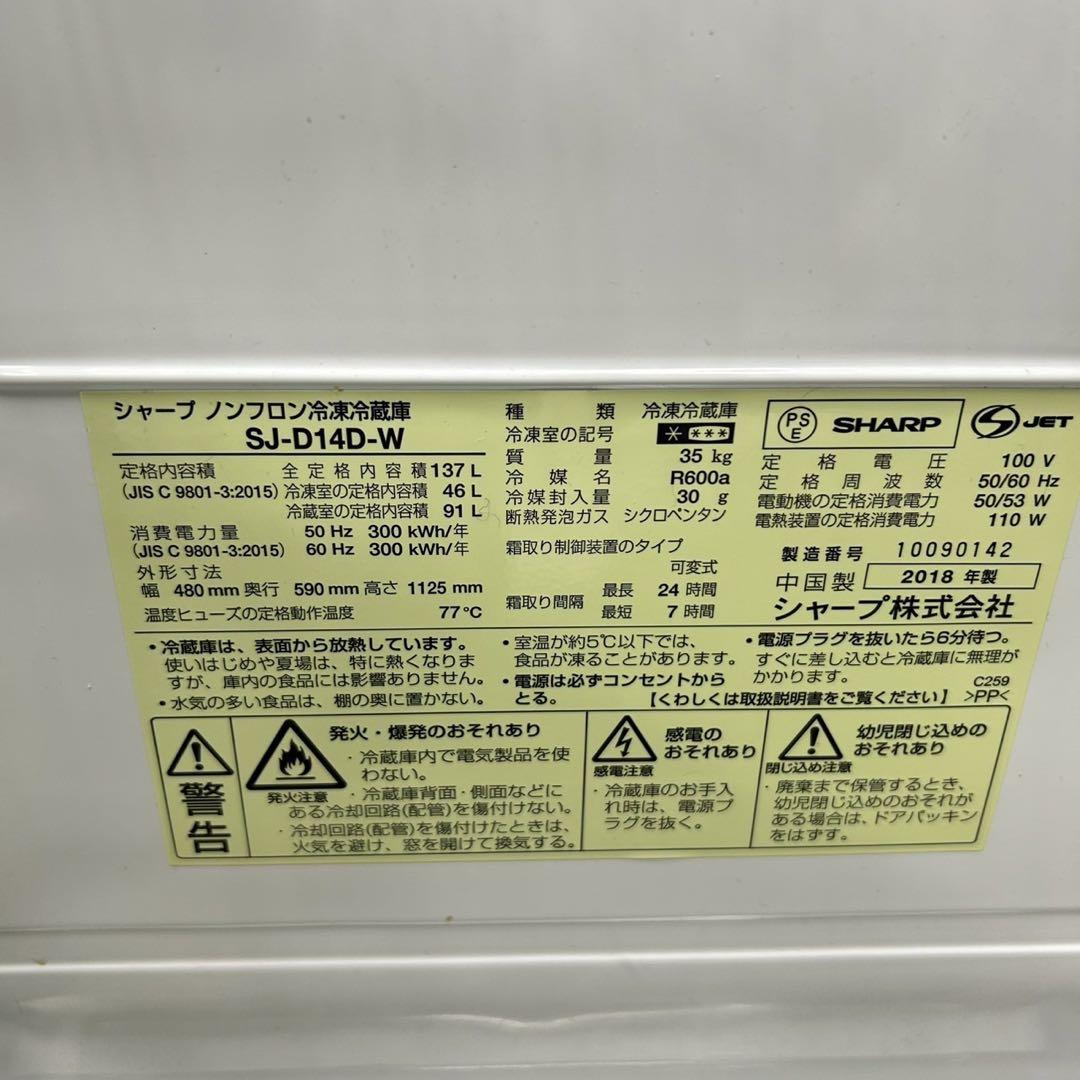 シャープ ノンフロン冷凍冷蔵庫
SJ-D14D-W
定格内容積 全定格内容積 137 L
(JIS C 9801-3:2015) 冷凍室の定格内容積 46 L
冷蔵室の定格内容積 91 L
消費電力量 50 Hz 300 kWh/年
(JIS C 9801-3:2015) 60 Hz 300 kWh/年
外形寸法
幅 480 mm 奥行 590 mm 高さ 1125 mm
温度ヒューズの定格動作温度 77℃
種類 冷凍冷蔵庫
冷凍室の記号 ****
質量 35 kg
冷媒名 R600a
冷媒封入量 30 g
断熱発泡ガス シクロペンタン
霜取り制御装置のタイプ
可変式
霜取り間隔 最長 24 時間
最短 7 時間
PSE SHARP S JET
定格電圧 100 V
定格周波数 50/60 Hz
電動機の定格消費電力 50/53 W
電熱装置の定格消費電力 110 W
製造番号 10090142
中国製 2018 年製
シャープ株式会社
・冷蔵庫は、表面から放熱しています。
使いはじめや夏場は、特に熱くなりま
すが、庫内の食品には影響ありません。
・水気の多い食品は、棚の奥に置かない。
・室温が約5℃以下では、
食品が凍ることがあります。
・電源は必ずコンセントから
とる。
・電源プラグを抜いたら6分待つ。
すぐに差し込むと冷蔵庫に無理が
かかります。
C259
【くわしくは取扱説明書をご覧ください】 >PP<
警告
発火・爆発のおそれあり
発火注意
・冷蔵庫内で電気製品を使
わない。
・冷蔵庫背面・側面などに
ある冷却回路(配管)を傷付けない。
・冷却回路(配管)を傷付けたときは、
火気を避け、窓を開けて換気する。
感電の
おそれあり
感電注意
・冷蔵庫のお手入
れ時は、電源プ
ラグを抜く。
幼児閉じ込めの
おそれあり
閉じ込め注意
・廃棄まで保管するとき、
幼児閉じ込めのおそれが
ある場合は、ドアパッキン
をはずす。